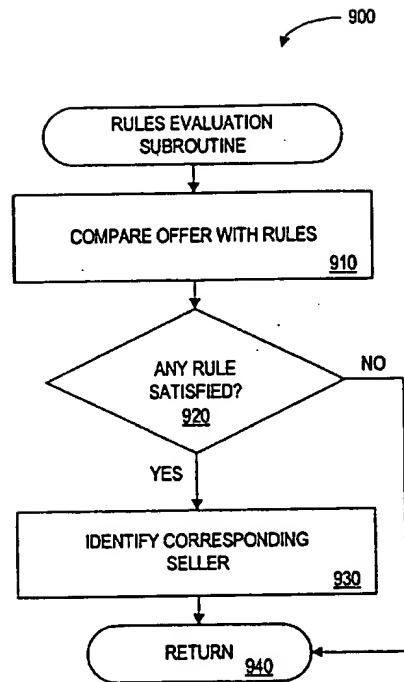 900
RULES EVALUATION
SUBROUTINE
COMPARE OFFER WITH RULES
910
ANY RULE
SATISFIED?
920
NO
YES
IDENTIFY CORRESPONDING
SELLER
930
RETURN
940